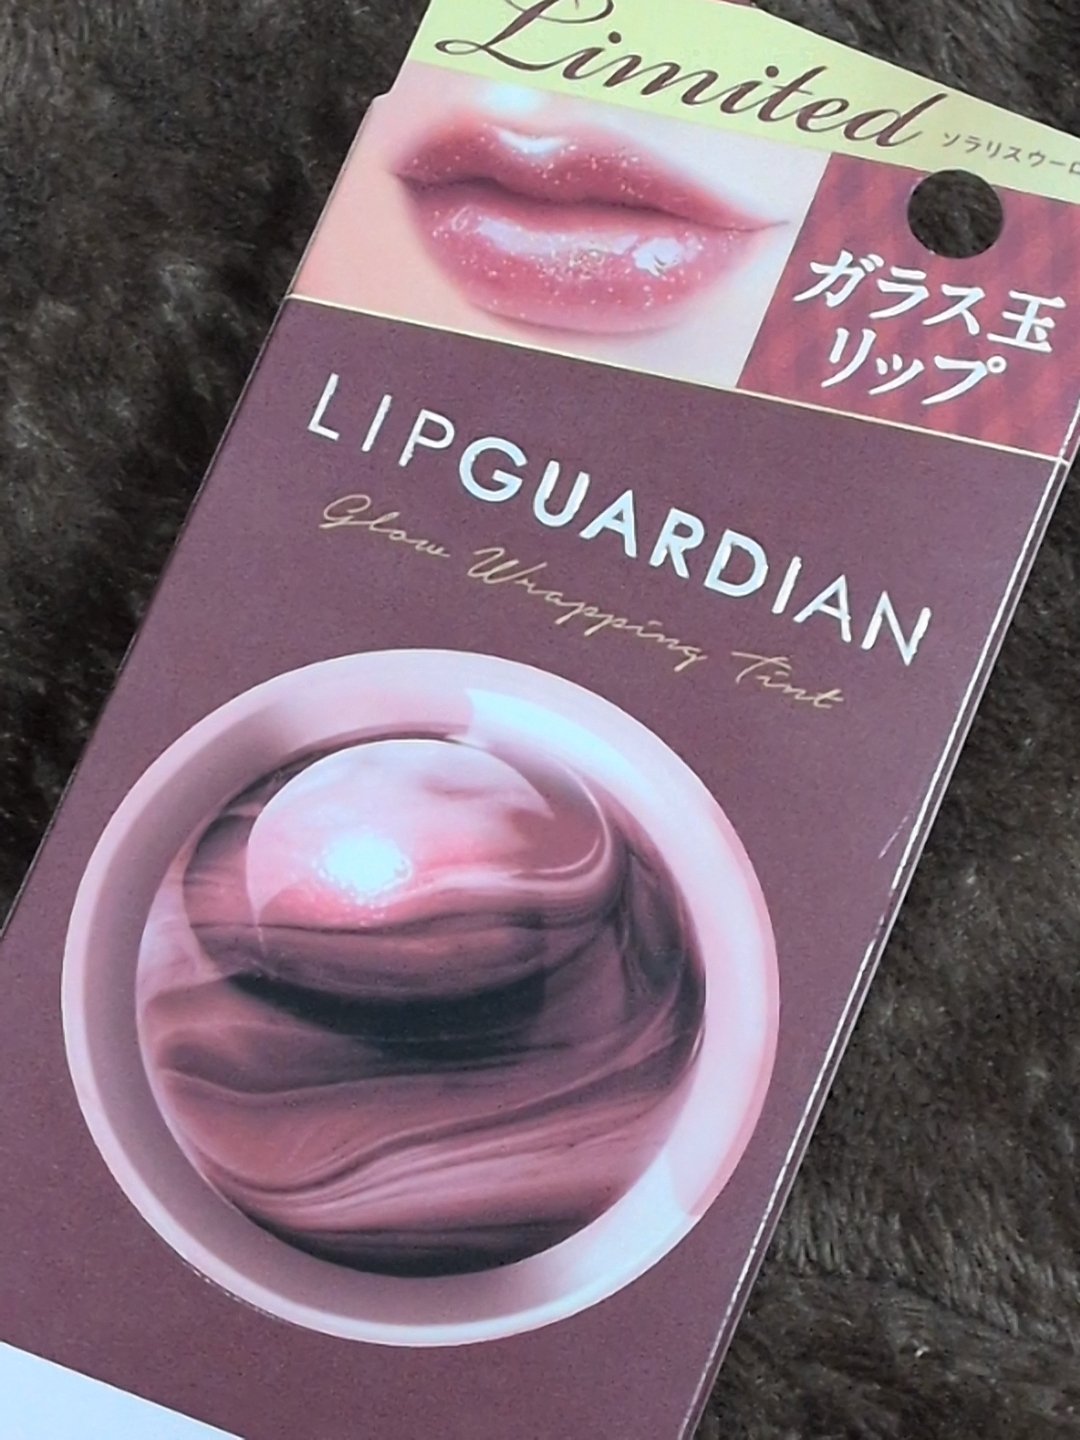 Limited
ソラリスウーロ
ガラス玉
リップ
LIPGUARDIAN
Glow Wrapping Tint